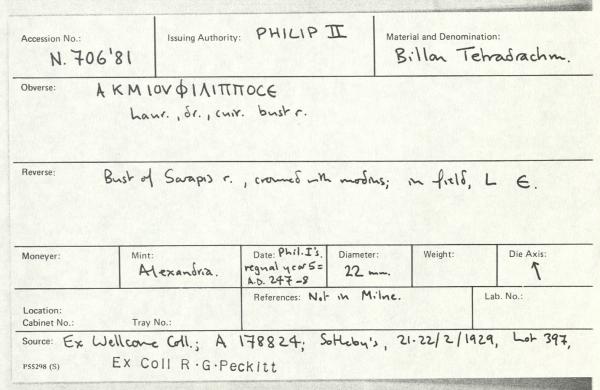 Accession No.:
N.706'81
Issuing Authority: PHILIP II
Material and Denomination:
Billon Tetradrachm.
Obverse: Α Κ Μ ΙΟV ΦΙΛΙΠΠΟCЄ
Laur., dr., cuir. bust r.
Reverse: Bust of Sarapis r., crowned with modius; in field, L Є.
Moneyer:
Mint:
Alexandria.
Date: Phil.I's.
regnal year 5 =
A.D. 247-8
Diameter:
22 mm.
Weight:
Die Axis:
↑
Location:
Cabinet No.: Tray No.:
References: Not in Milne.
Lab. No.:
Source: Ex Wellcome Coll.; A 178824; Sotheby's, 21-22/2/1929, Lot 397,
PS5298 (S) Ex Coll R.G.Peckitt